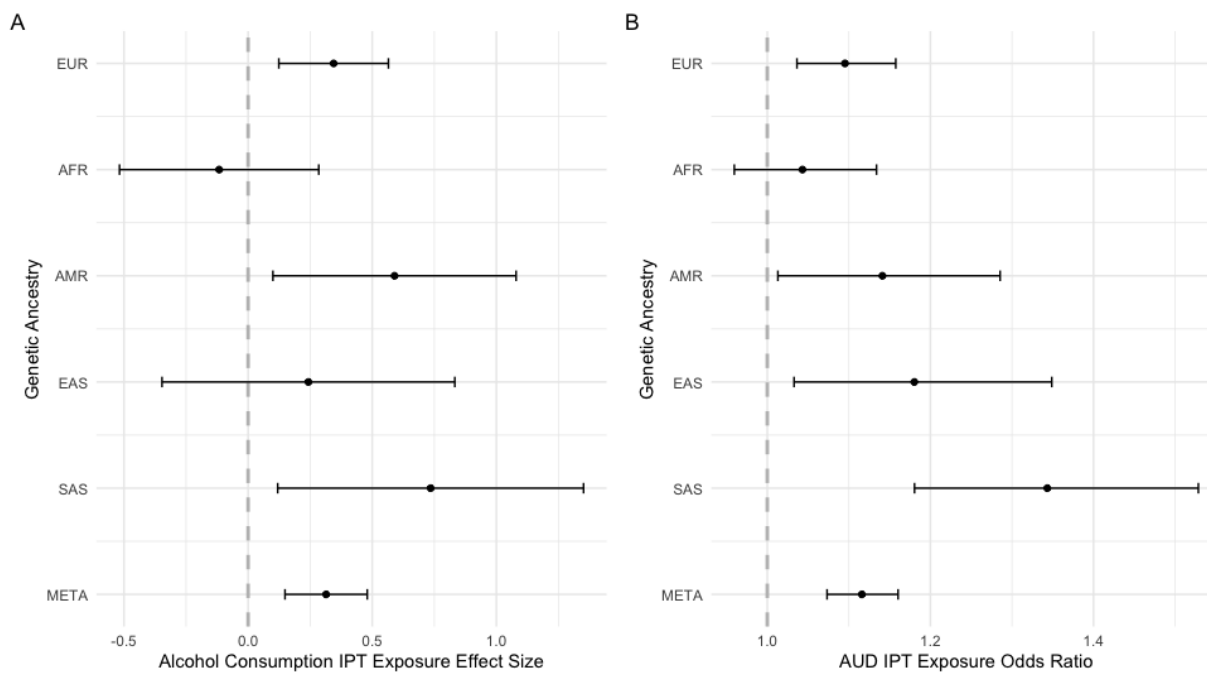 A
Genetic Ancestry
EUR
AFR
AMR
EAS
SAS
META
-0.5 0.0 0.5 1.0
Alcohol Consumption IPT Exposure Effect Size
B
Genetic Ancestry
EUR
AFR
AMR
EAS
SAS
META
1.0 1.2 1.4
AUD IPT Exposure Odds Ratio